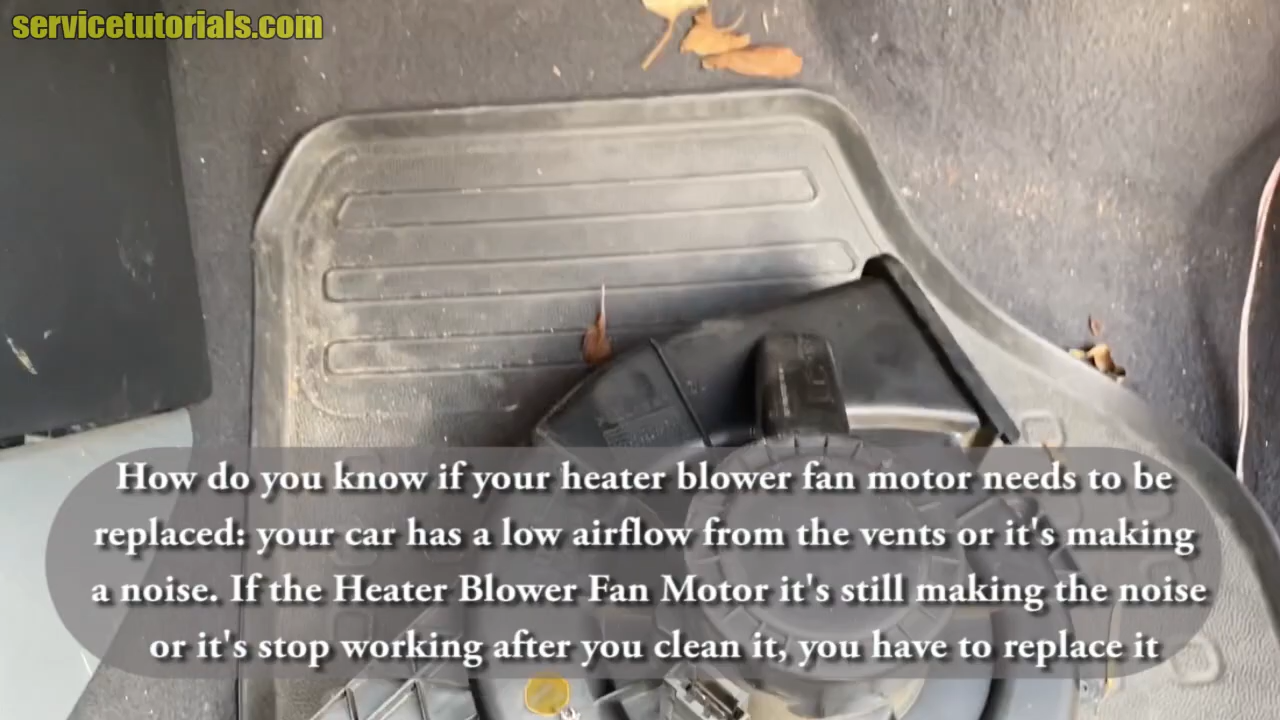 servicetutorials.com
How do you know if your heater blower fan motor needs to be
replaced: your car has a low airflow from the vents or it's making
a noise. If the Heater Blower Fan Motor it's still making the noise
or it's stop working after you clean it, you have to replace it